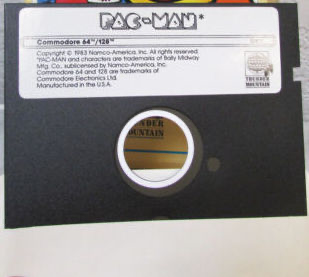 PAC-MAN*
Commodore 64™/128™
Copyright © 1983 Namco-America, Inc. All rights reserved.
*PAC-MAN and characters are trademarks of Bally Midway
Mfg. Co., sublicensed by Namco-America, Inc.
Commodore 64 and 128 are trademarks of
Commodore Electronics Ltd.
Manufactured in the U.S.A.
THUNDER
MOUNTAIN
THUNDER
MOUNTAIN